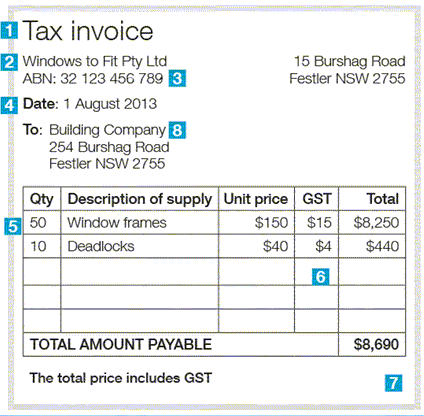 1 Tax invoice
2 Windows to Fit Pty Ltd 15 Burshag Road
ABN: 32 123 456 789 3 Festler NSW 2755
4 Date: 1 August 2013
To: Building Company 8
254 Burshag Road
Festler NSW 2755
Qty Description of supply Unit price GST Total
5 50 Window frames $150 $15 $8,250
10 Deadlocks $40 $4 $440
6
TOTAL AMOUNT PAYABLE $8,690
The total price includes GST 7